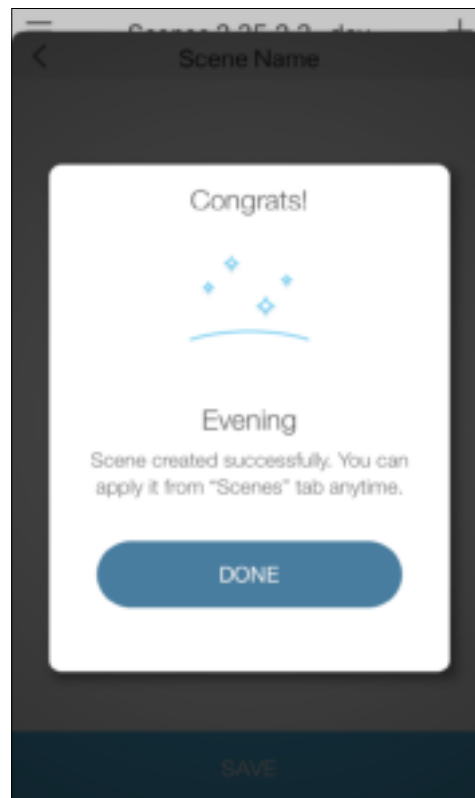 Scene Name
Congrats!
Evening
Scene created successfully. You can
apply it from “Scenes” tab anytime.
DONE
SAVE